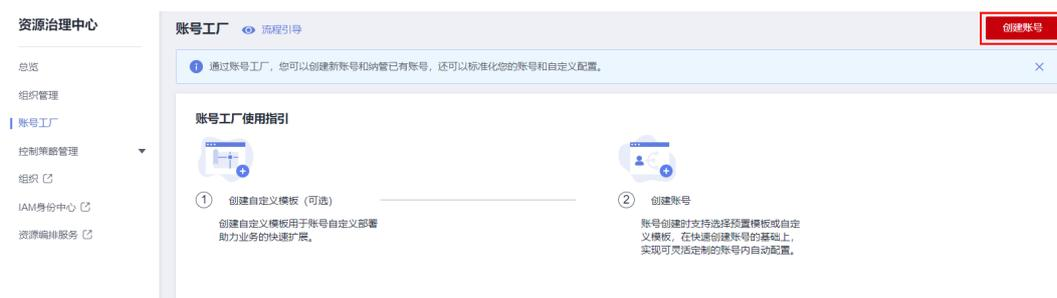 资源治理中心
总览
组织管理
账号工厂
控制策略管理
组织
IAM身份中心
资源编排服务
账号工厂 流程引导
创建账号
通过账号工厂，您可以创建新账号和纳管已有账号，还可以标准化您的账号和自定义配置。
账号工厂使用指引
1 创建自定义模板（可选）
创建自定义模板用于账号自定义部署
助力业务的快速扩展。
2 创建账号
账号创建时支持选择预置模板或自定
义模板，在快速创建账号的基础上，
实现可灵活定制的账号内自动配置。